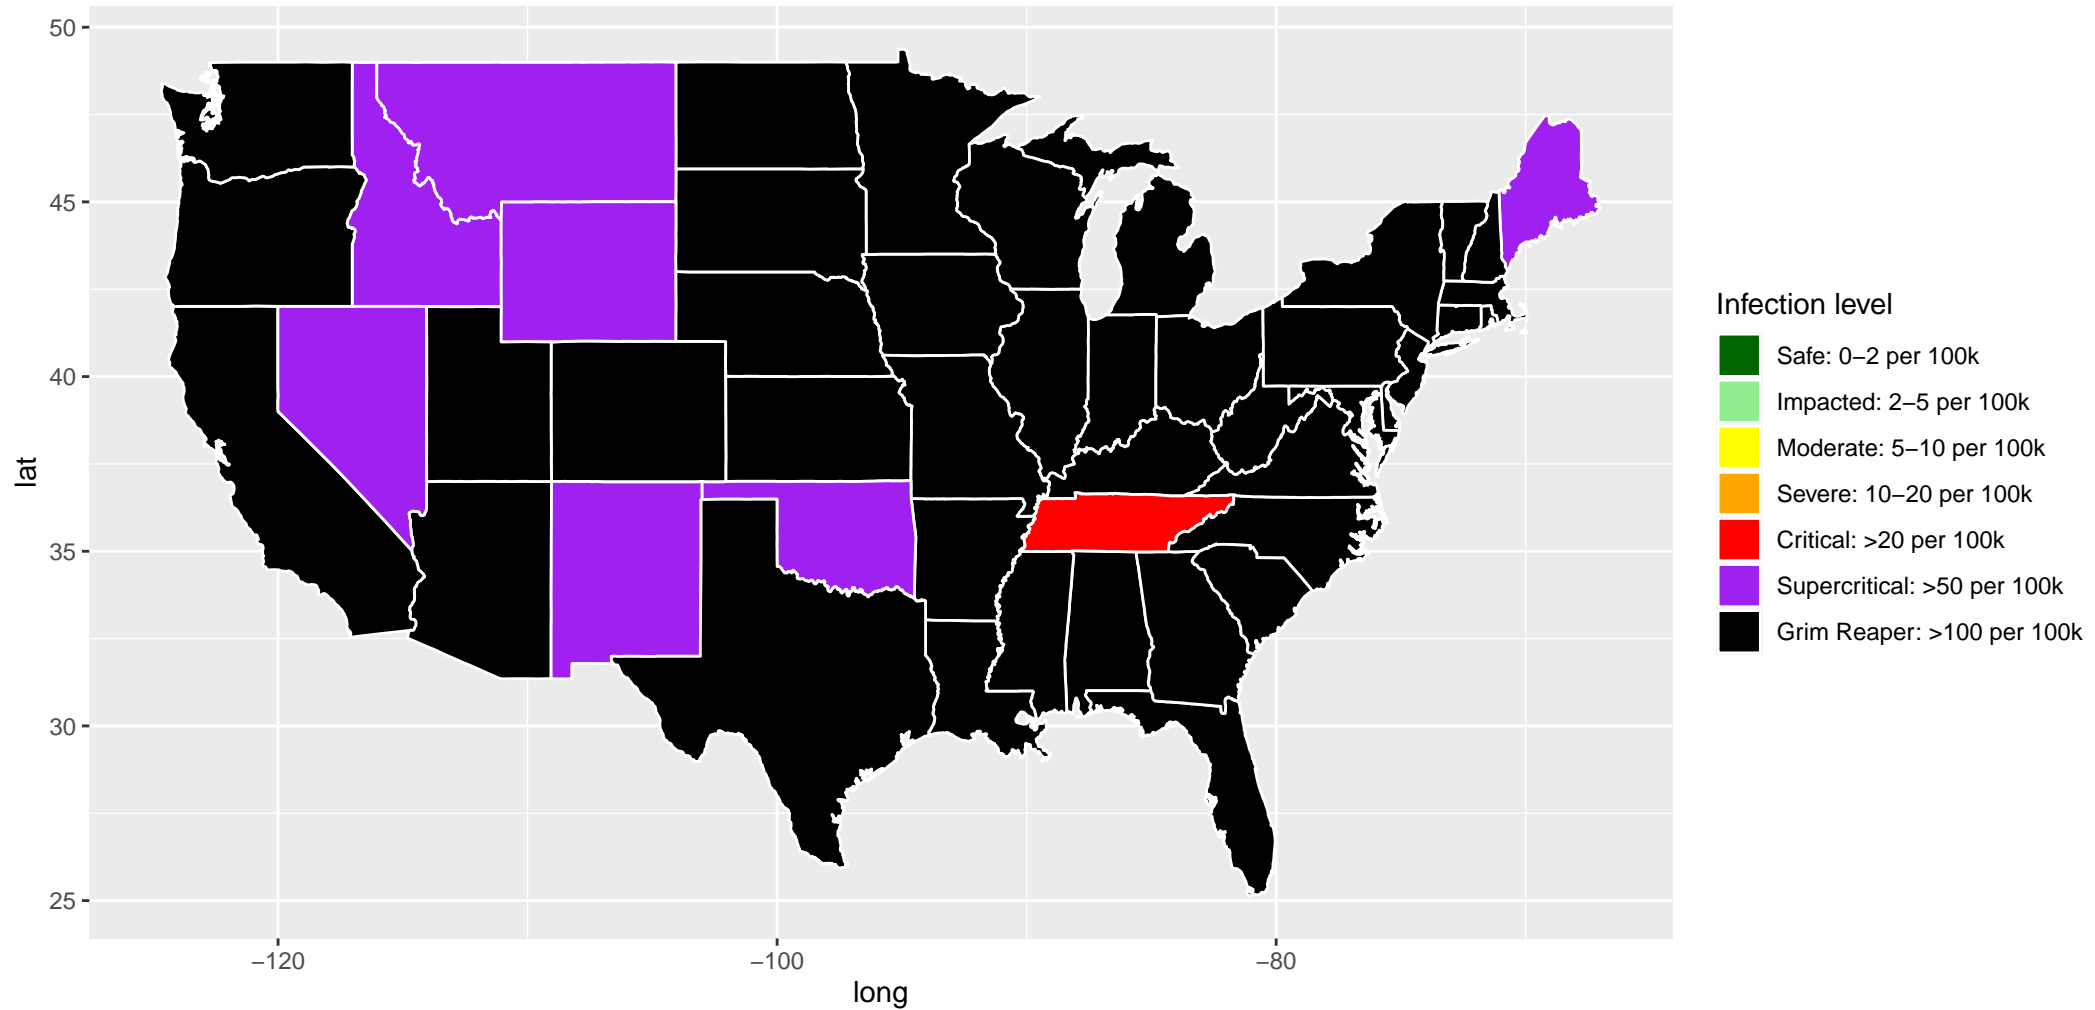 50
45
40
35
30
25
lat
−120
−100
−80
long
Infection level
Safe: 0−2 per 100k
Impacted: 2−5 per 100k
Moderate: 5−10 per 100k
Severe: 10−20 per 100k
Critical: >20 per 100k
Supercritical: >50 per 100k
Grim Reaper: >100 per 100k